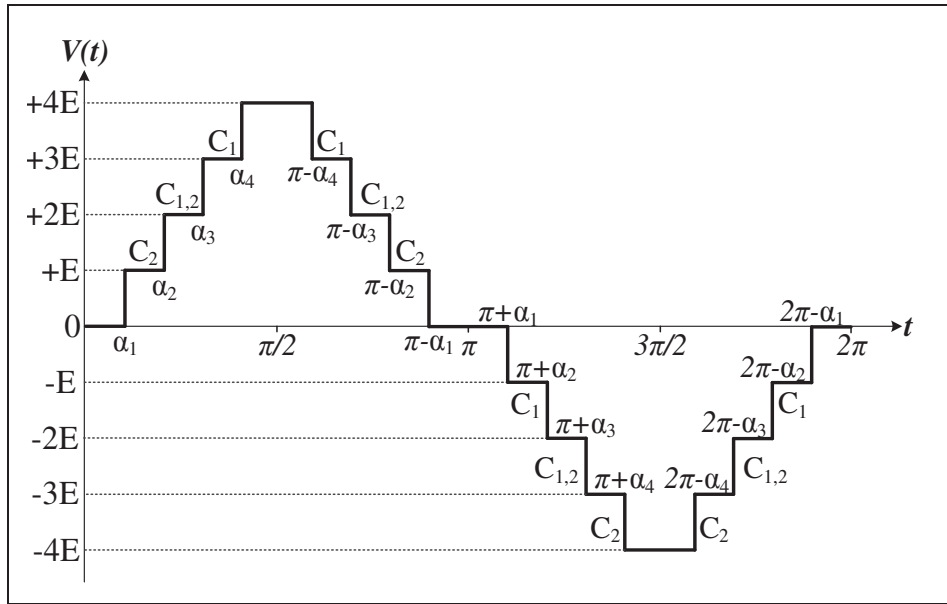 V(t)
+4E
C₁ C₁
+3E
α₄ π-α₄
C₁,₂ C₁,₂
+2E
α₃ π-α₃
C₂ C₂
+E
α₂ π-α₂
π+α₁ 2π-α₁
0 t
α₁ π/2 π-α₁ π 3π/2 2π
-E π+α₂ 2π-α₂
C₁ C₁
-2E π+α₃ 2π-α₃
C₁,₂ C₁,₂
-3E π+α₄ 2π-α₄
C₂ C₂
-4E